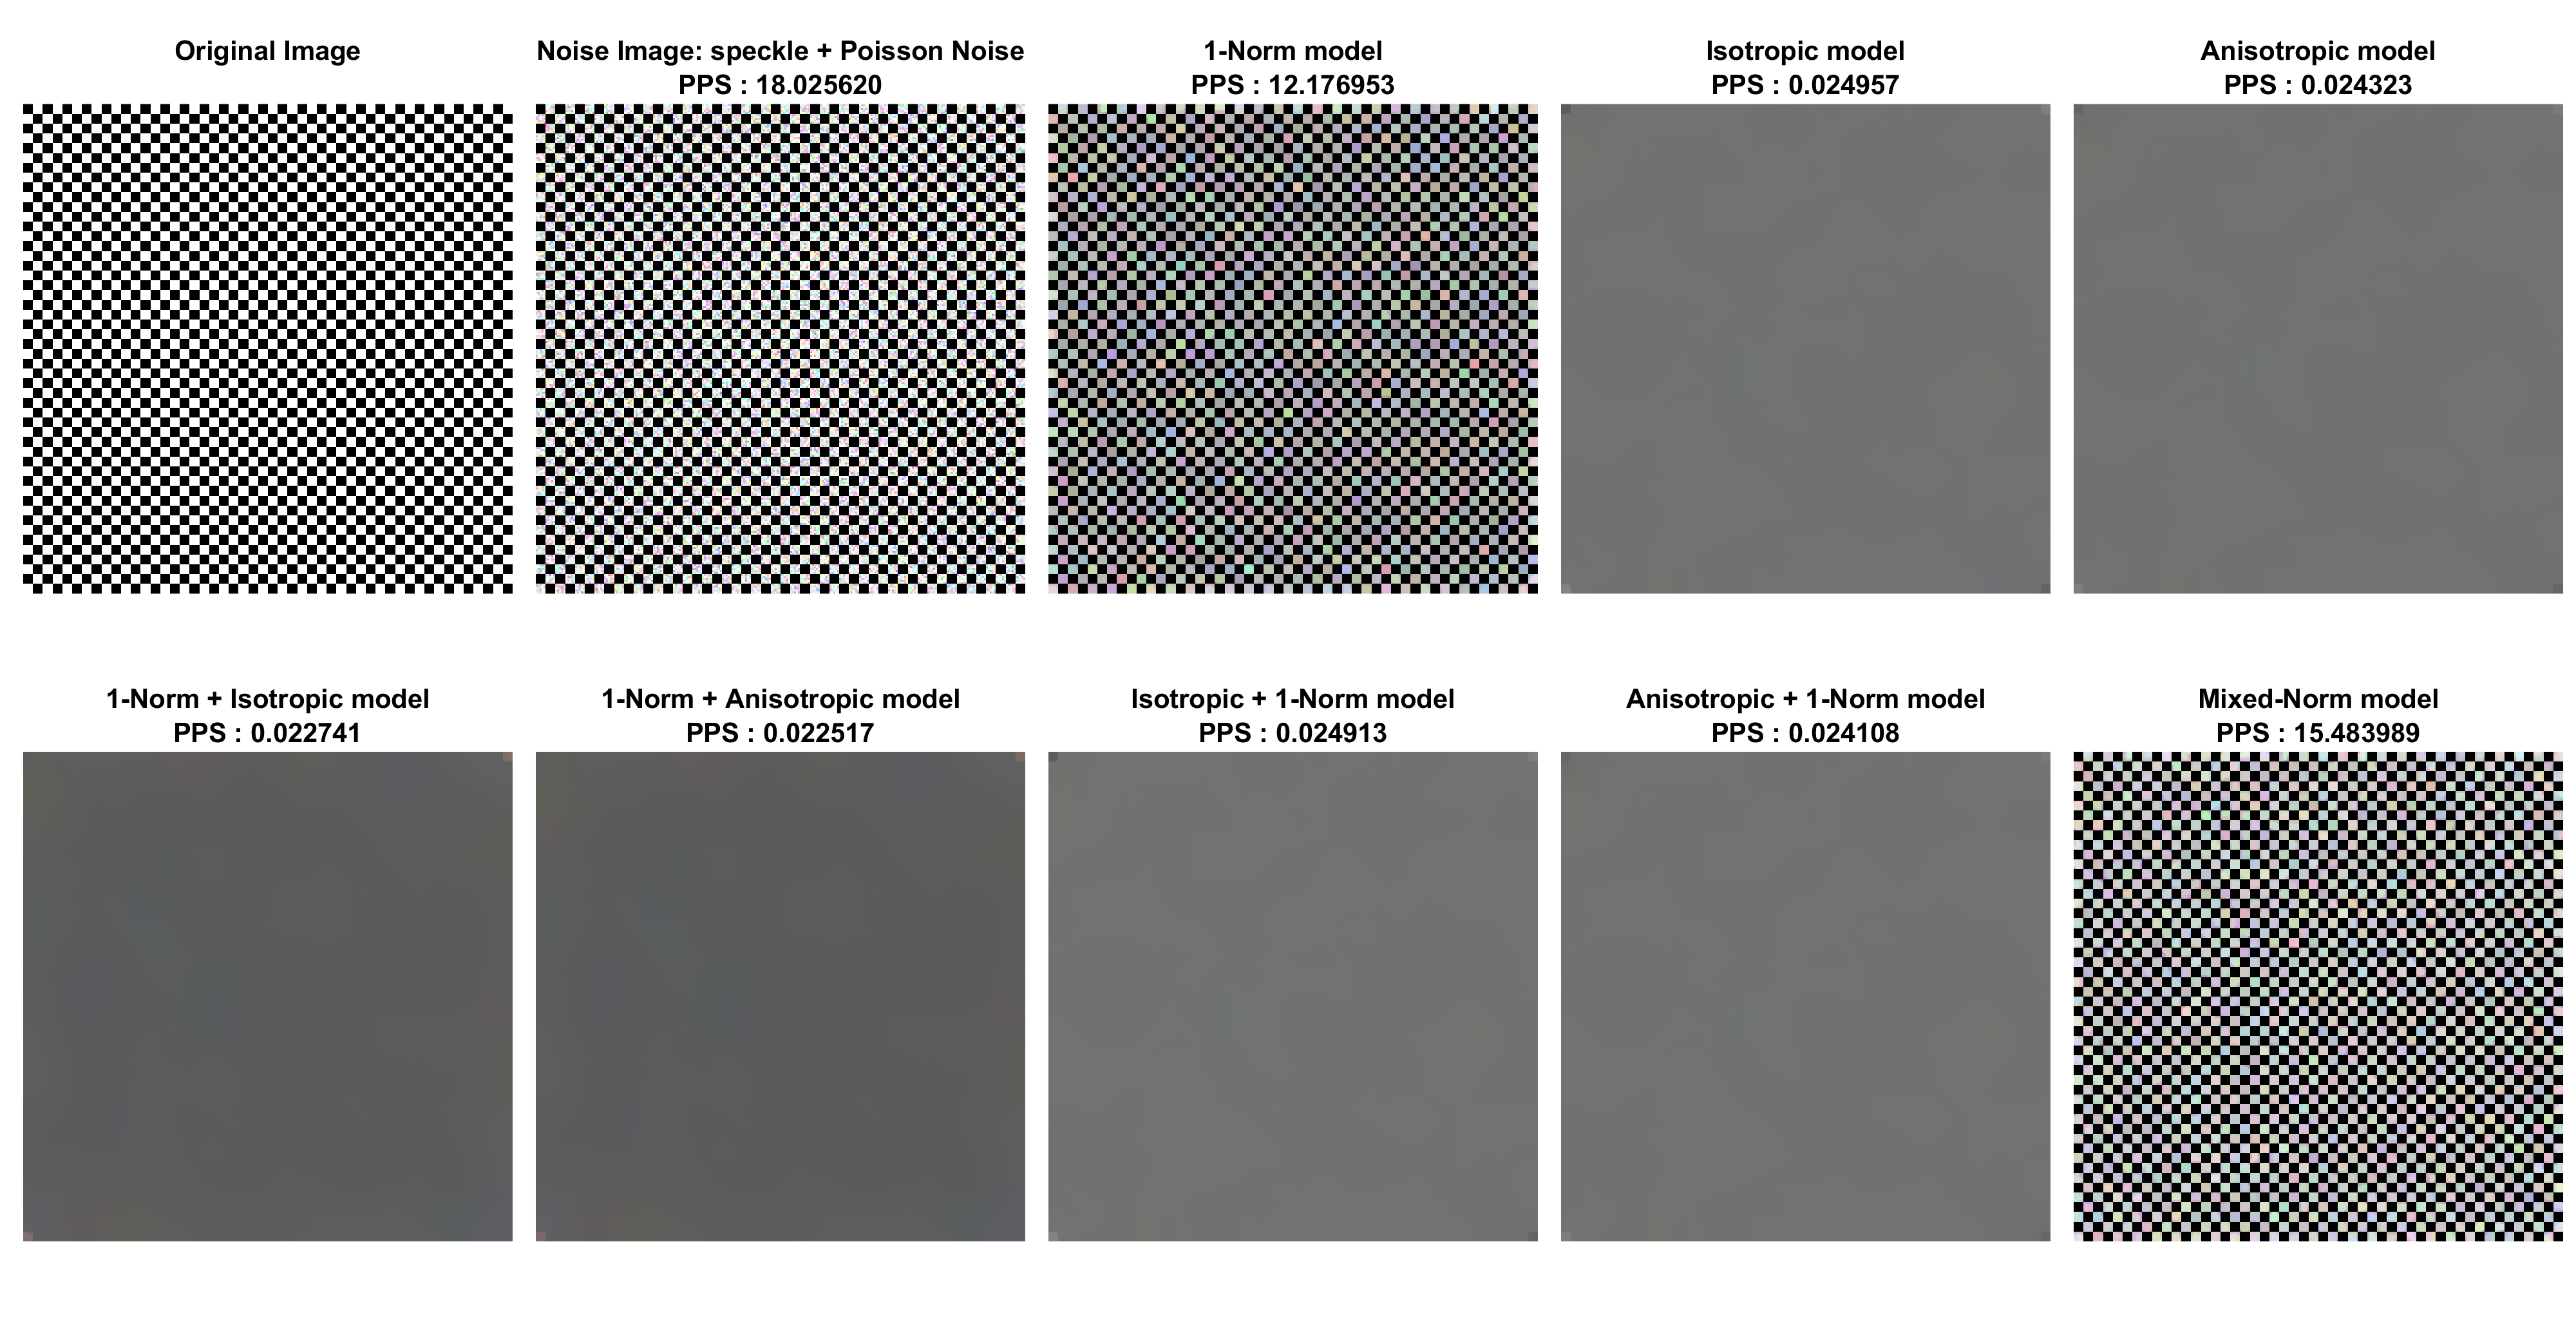 Original Image
Noise Image: speckle + Poisson Noise
PPS : 18.025620
1-Norm model
PPS : 12.176953
Isotropic model
PPS : 0.024957
Anisotropic model
PPS : 0.024323
1-Norm + Isotropic model
PPS : 0.022741
1-Norm + Anisotropic model
PPS : 0.022517
Isotropic + 1-Norm model
PPS : 0.024913
Anisotropic + 1-Norm model
PPS : 0.024108
Mixed-Norm model
PPS : 15.483989